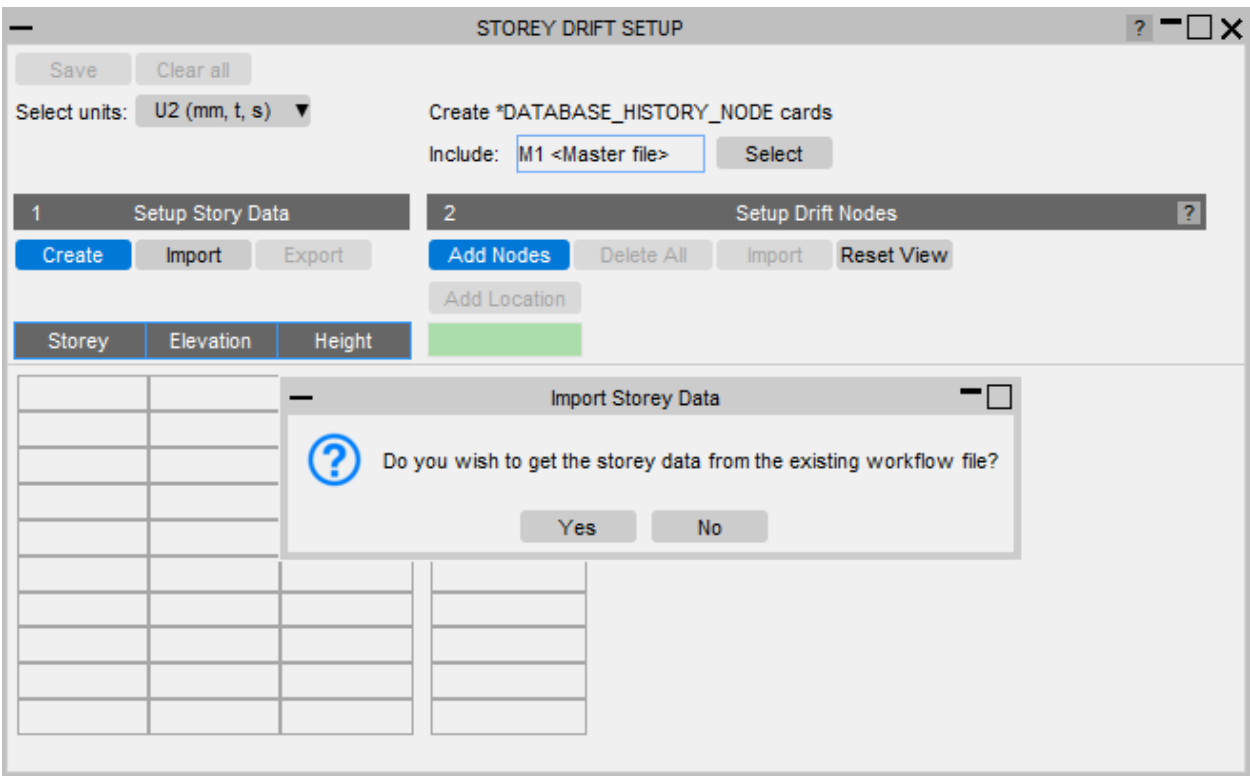 STOREY DRIFT SETUP ?
Save Clear all
Select units: U2 (mm, t, s) ▼ Create *DATABASE_HISTORY_NODE cards
Include: M1 <Master file> Select
1 Setup Story Data 2 Setup Drift Nodes ?
Create Import Export Add Nodes Delete All Import Reset View
Add Location
Storey Elevation Height
Import Storey Data
? Do you wish to get the storey data from the existing workflow file?
Yes No